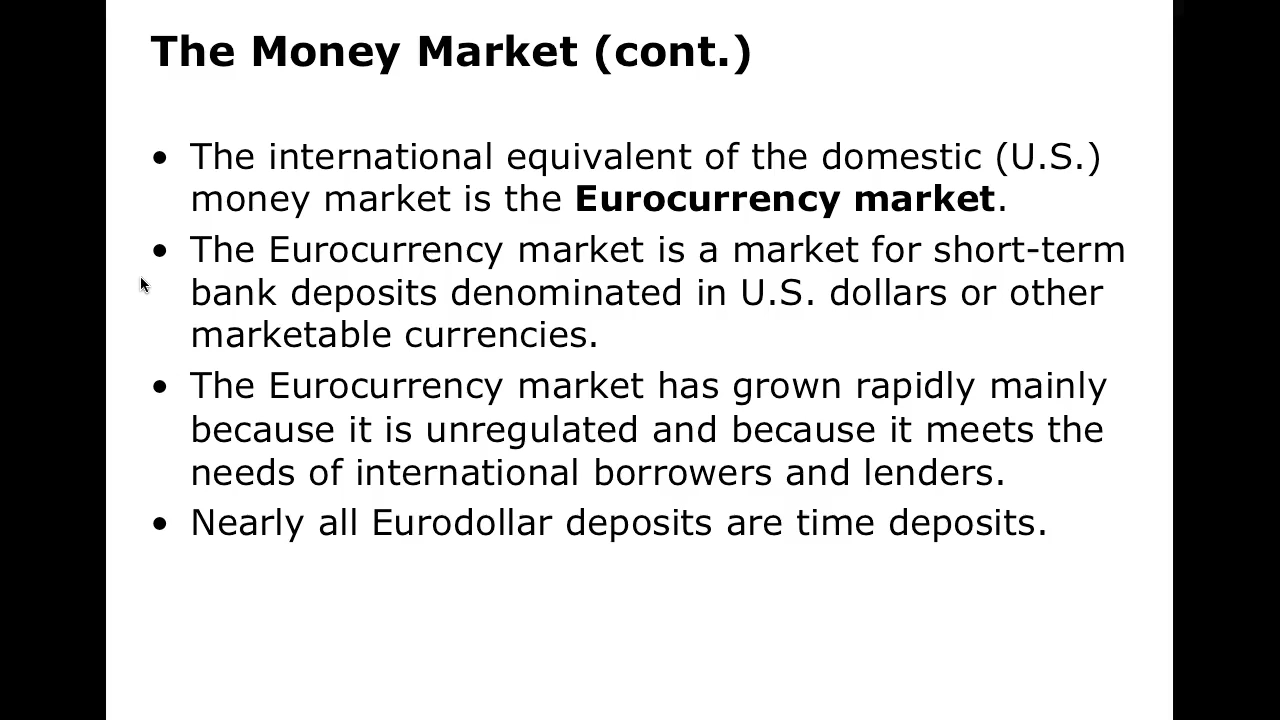 The Money Market (cont.)
• The international equivalent of the domestic (U.S.)
money market is the Eurocurrency market.
• The Eurocurrency market is a market for short-term
bank deposits denominated in U.S. dollars or other
marketable currencies.
• The Eurocurrency market has grown rapidly mainly
because it is unregulated and because it meets the
needs of international borrowers and lenders.
• Nearly all Eurodollar deposits are time deposits.